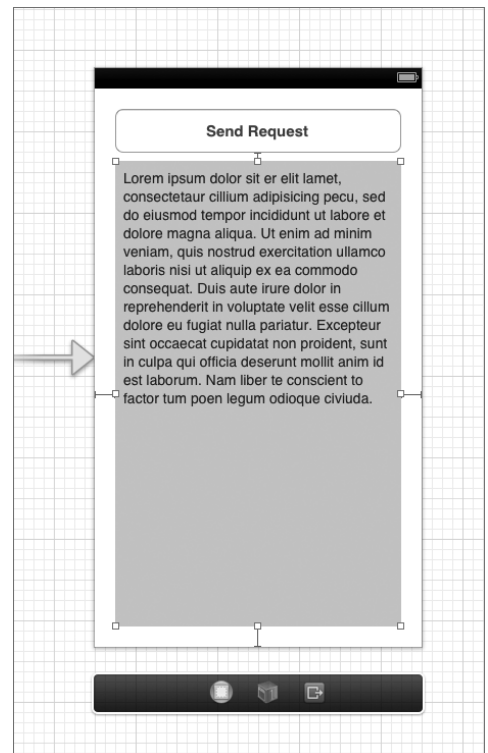 Send Request
Lorem ipsum dolor sit er elit lamet,
consectetaur cillium adipisicing pecu, sed
do eiusmod tempor incididunt ut labore et
dolore magna aliqua. Ut enim ad minim
veniam, quis nostrud exercitation ullamco
laboris nisi ut aliquip ex ea commodo
consequat. Duis aute irure dolor in
reprehenderit in voluptate velit esse cillum
dolore eu fugiat nulla pariatur. Excepteur
sint occaecat cupidatat non proident, sunt
in culpa qui officia deserunt mollit anim id
est laborum. Nam liber te conscient to
factor tum poen legum odioque civiuda.